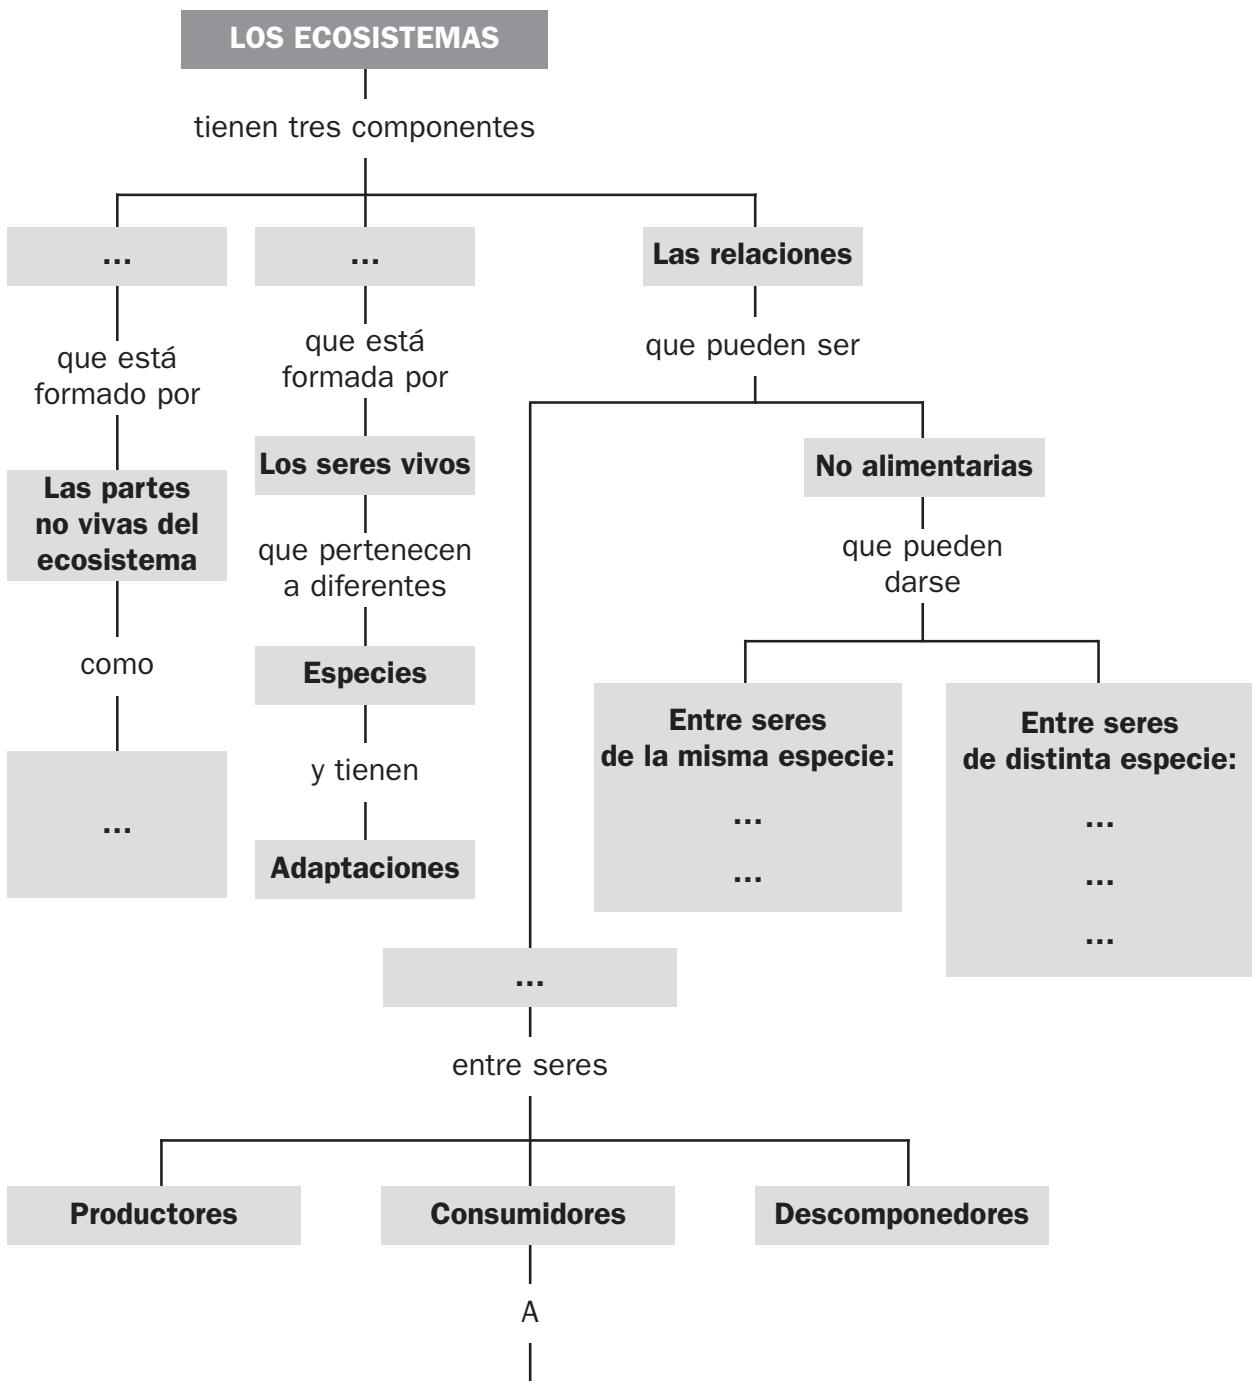 LOS ECOSISTEMAS
tienen tres componentes
...
...
Las relaciones
que está
formado por
que está
formada por
que pueden ser
Las partes
no vivas del
ecosistema
Los seres vivos
No alimentarias
que pertenecen
a diferentes
que pueden
darse
como
Especies
Entre seres
de la misma especie:
...
...
Entre seres
de distinta especie:
...
...
...
y tienen
...
Adaptaciones
...
entre seres
Productores
Consumidores
Descomponedores
A